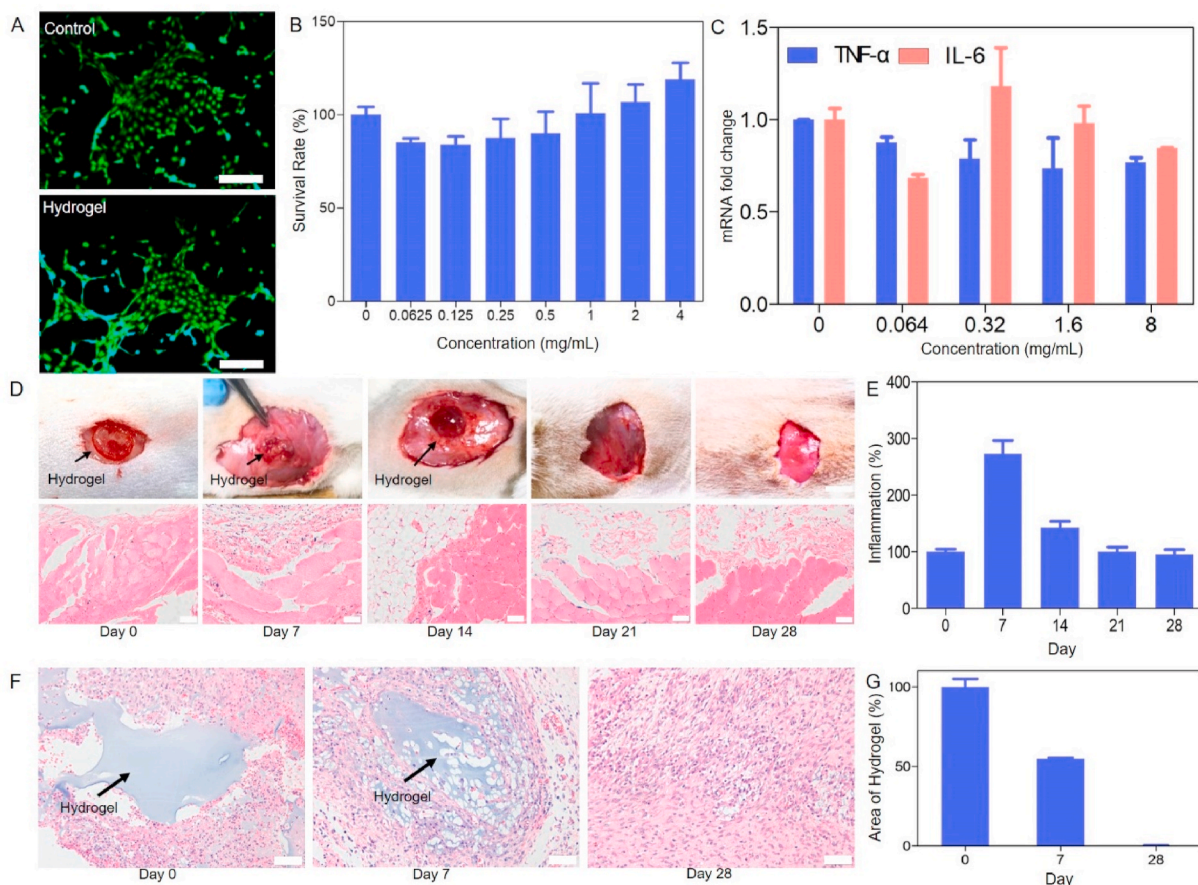 A
Control
Hydrogel
B
150
100
50
0
Survival Rate (%)
0 0.0625 0.125 0.25 0.5 1 2 4
Concentration (mg/mL)
C
TNF-α IL-6
1.5
1.0
0.5
0.0
mRNA fold change
0 0.064 0.32 1.6 8
Concentration (mg/mL)
D
Hydrogel
Hydrogel
Hydrogel
Day 0 Day 7 Day 14 Day 21 Day 28
E
400
300
200
100
0
Inflammation (%)
0 7 14 21 28
Day
F
Hydrogel
Hydrogel
Day 0 Day 7 Day 28
G
100
50
0
Area of Hydrogel (%)
0 7 28
Day